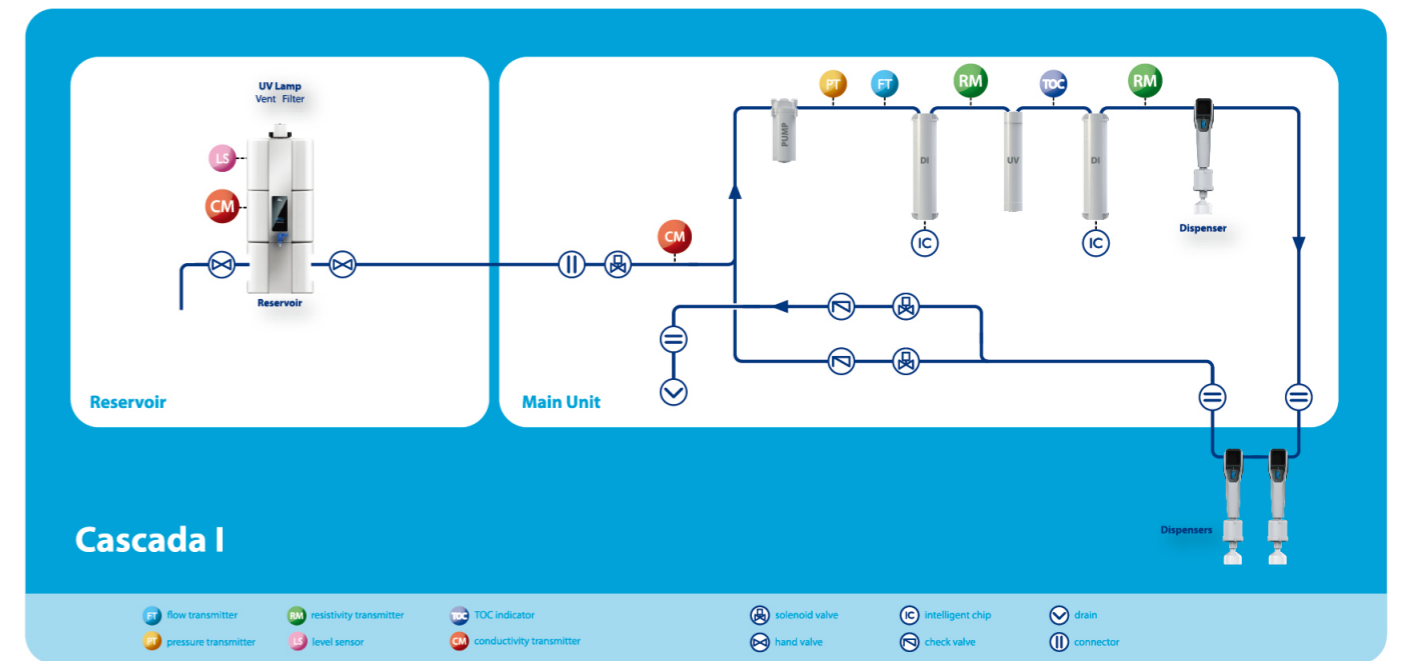 UV Lamp
Vent Filter
LS
CM
Reservoir
Reservoir
CM
PUMP
PT
FT
DI
IC
RM
UV
TOC
DI
IC
RM
Dispenser
Main Unit
Dispensers
Cascada I
FT flow transmitter
RM resistivity transmitter
TOC TOC indicator
solenoid valve
IC intelligent chip
drain
PT pressure transmitter
LS level sensor
CM conductivity transmitter
hand valve
check valve
connector